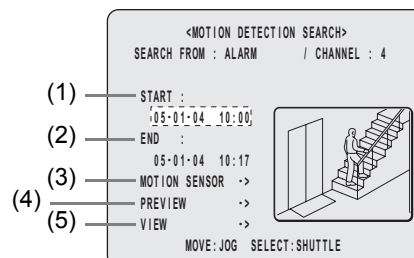 <MOTION DETECTION SEARCH>
SEARCH FROM : ALARM / CHANNEL : 4
(1) START :
05-01-04 10:00
(2) END :
05-01-04 10:17
(3) MOTION SENSOR ->
(4) PREVIEW ->
(5) VIEW ->
MOVE:JOG SELECT:SHUTTLE